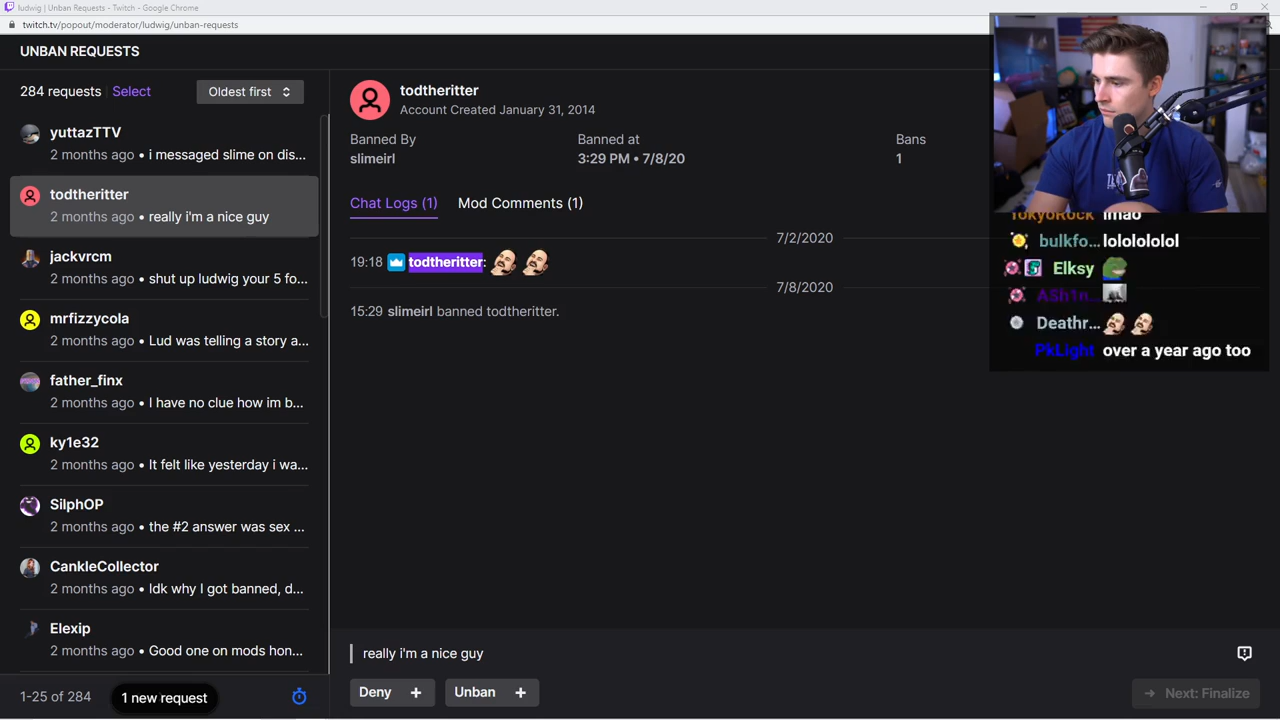 ludwig | Unban Requests - Twitch - Google Chrome
twitch.tv/popout/moderator/ludwig/unban-requests
UNBAN REQUESTS
284 requests Select Oldest first
yuttazTTV
2 months ago • i messaged slime on dis...
todtheritter
2 months ago • really i'm a nice guy
jackvrcm
2 months ago • shut up ludwig your 5 fo...
mrfizzycola
2 months ago • Lud was telling a story a...
father_finx
2 months ago • I have no clue how im b...
ky1e32
2 months ago • It felt like yesterday i wa...
SilphOP
2 months ago • the #2 answer was sex ...
CankleCollector
2 months ago • Idk why I got banned, d...
Elexip
2 months ago • Good one on mods hon...
1-25 of 284 1 new request
todtheritter
Account Created January 31, 2014
Banned By Banned at Bans
slimeirl 3:29 PM • 7/8/20 1
Chat Logs (1) Mod Comments (1)
7/2/2020
19:18 todtheritter:
7/8/2020
15:29 slimeirl banned todtheritter.
really i'm a nice guy
Deny + Unban + Next: Finalize
TokyoRock lmao
bulkfo... lolololol
Elksy
A5h1n...
Deathr...
PkLight over a year ago too